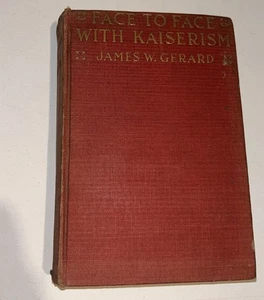 FACE TO FACE
WITH KAISERISM
JAMES W. GERARD